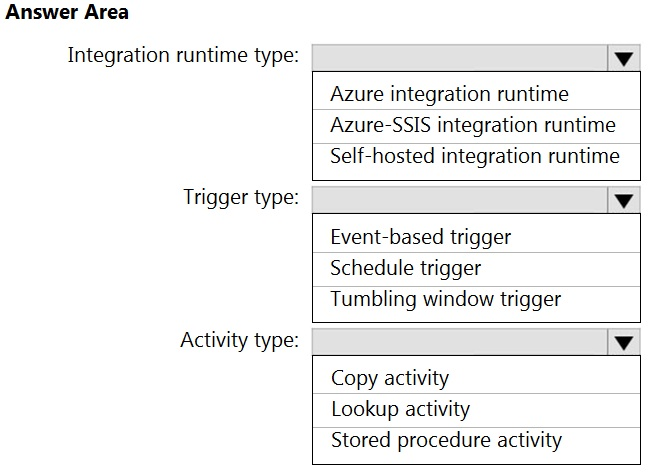 Answer Area
Integration runtime type:
Azure integration runtime
Azure-SSIS integration runtime
Self-hosted integration runtime
Trigger type:
Event-based trigger
Schedule trigger
Tumbling window trigger
Activity type:
Copy activity
Lookup activity
Stored procedure activity